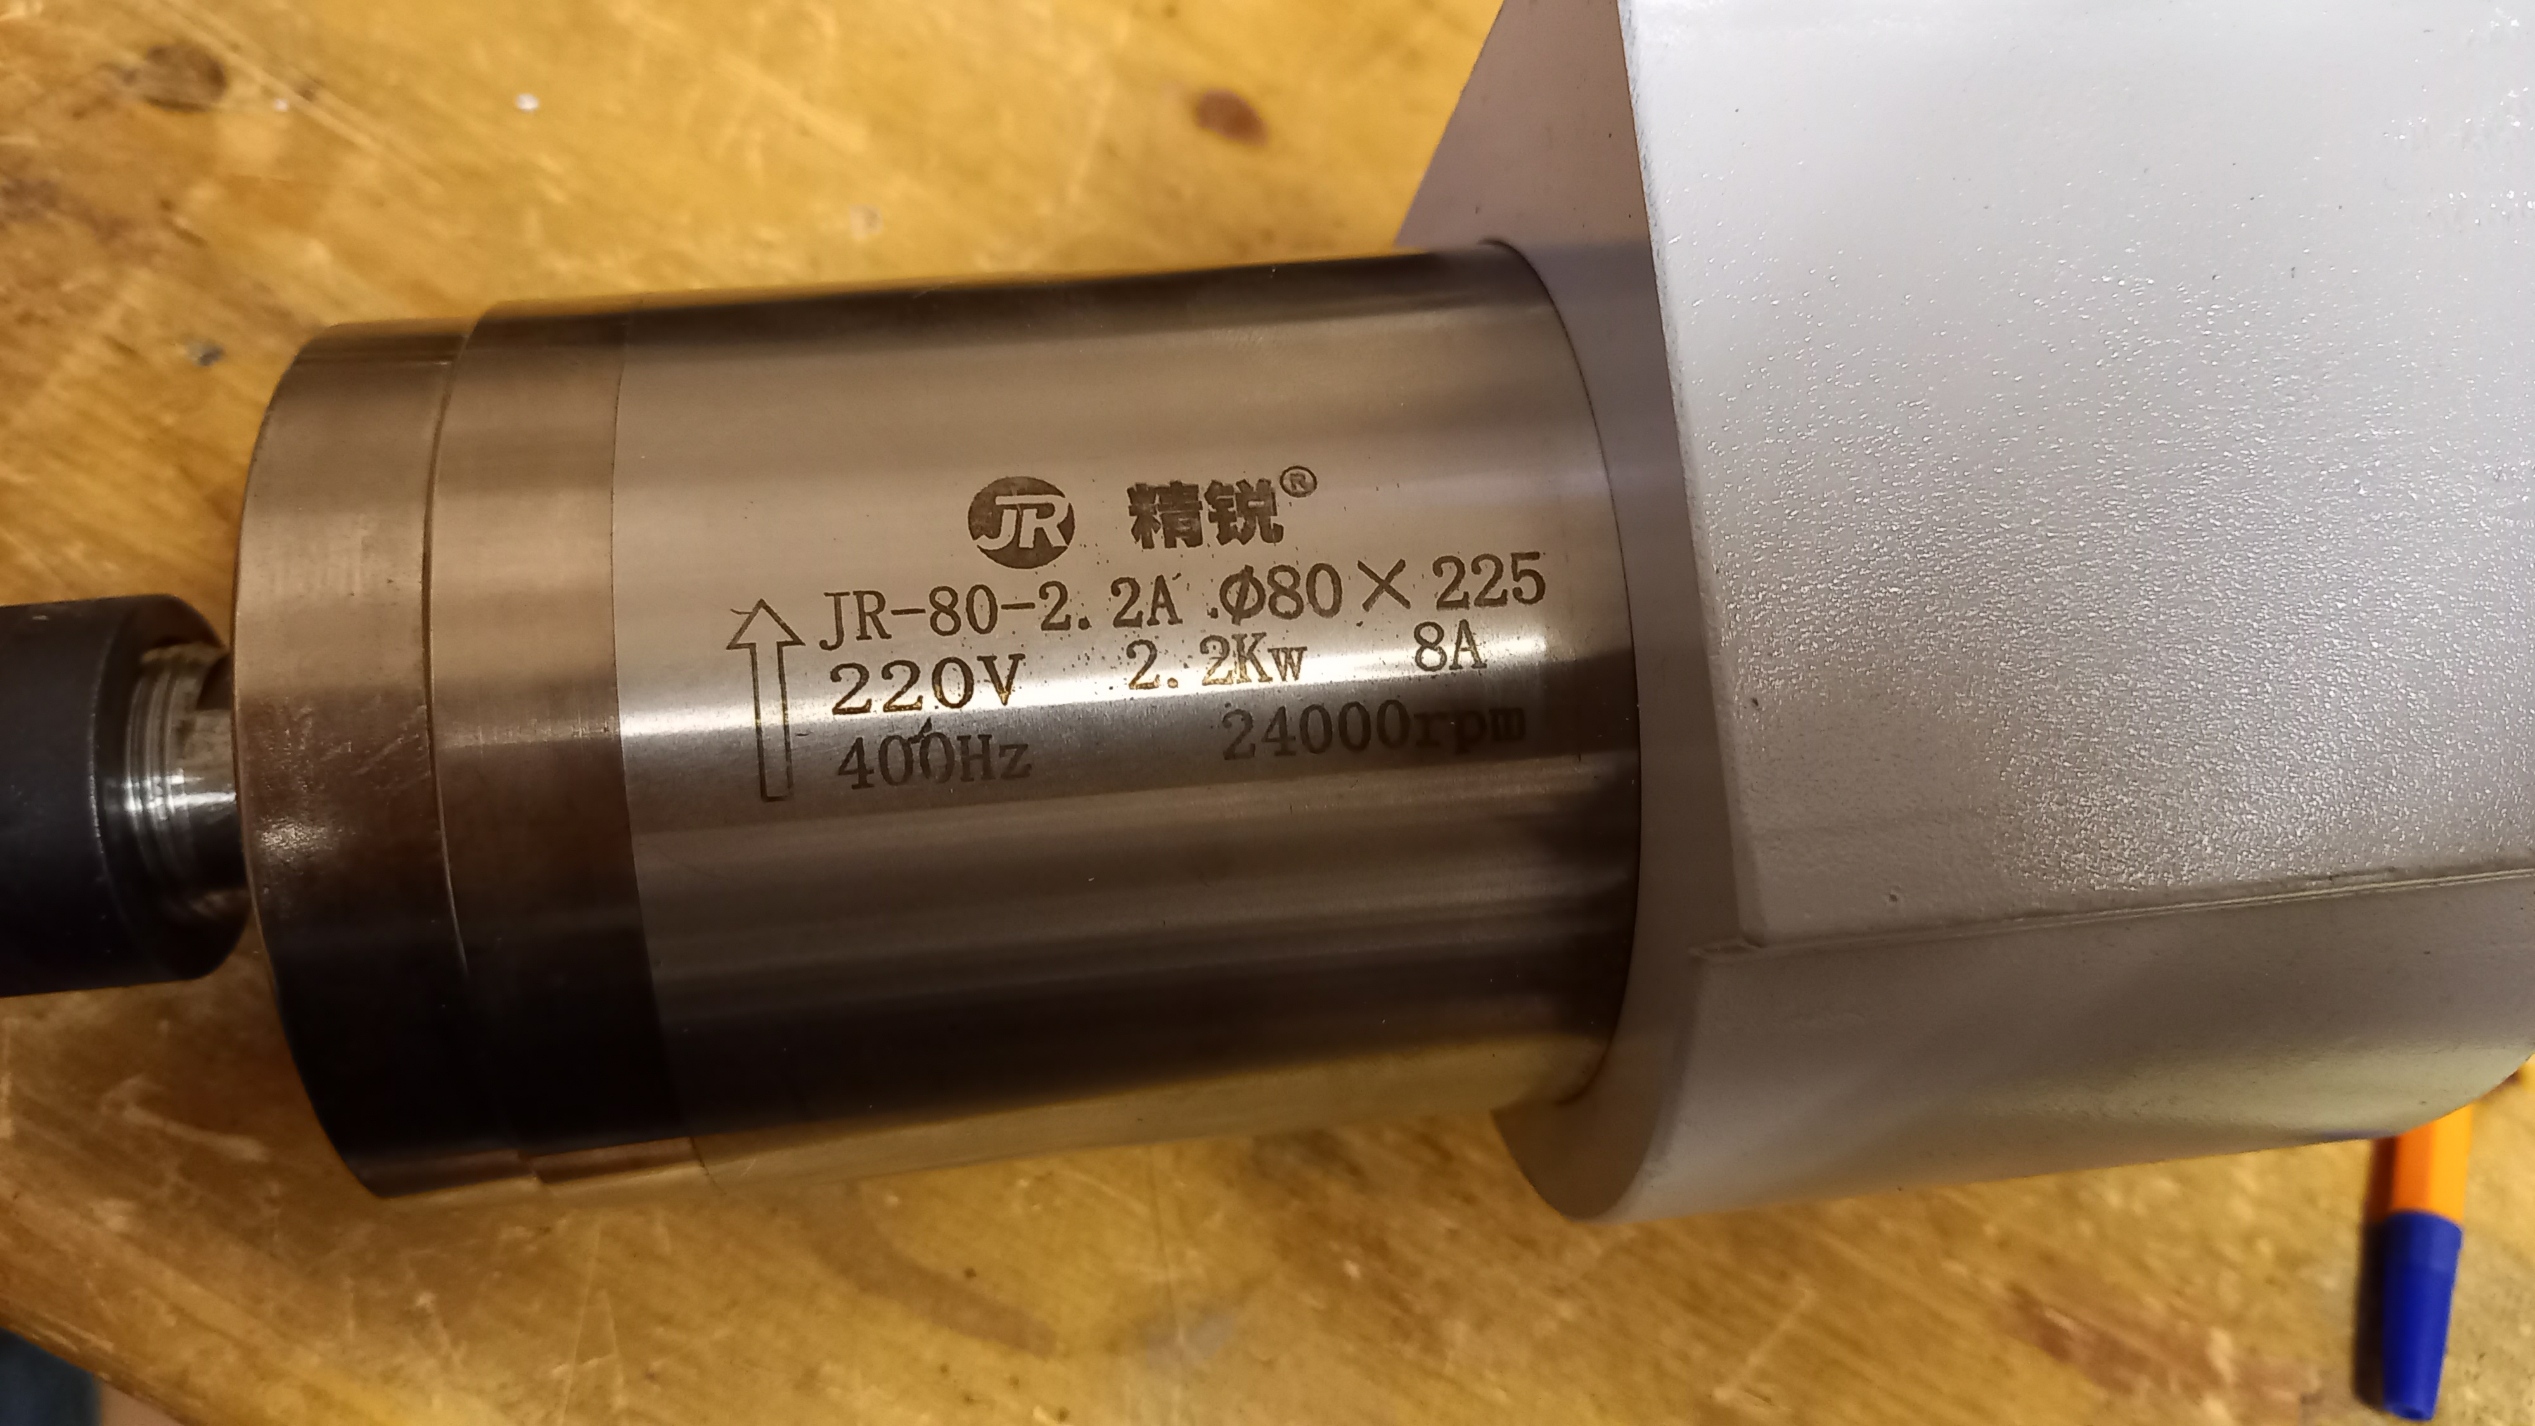 JR 精锐®
JR-80-2.2A Φ80×225
220V 2.2Kw 8A
400Hz 24000rpm